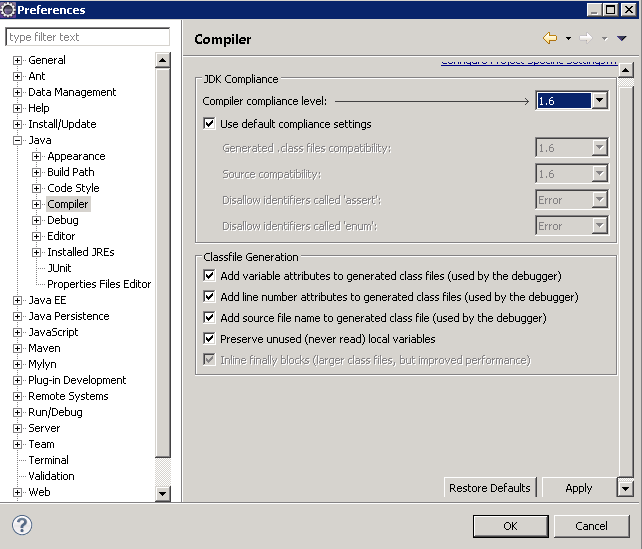 Preferences
type filter text
General
Ant
Data Management
Help
Install/Update
Java
Appearance
Build Path
Code Style
Compiler
Debug
Editor
Installed JREs
JUnit
Properties Files Editor
Java EE
Java Persistence
JavaScript
Maven
Mylyn
Plug-in Development
Remote Systems
Run/Debug
Server
Team
Terminal
Validation
Web
Compiler
Configure Project Specific Settings...
JDK Compliance
Compiler compliance level: 1.6
Use default compliance settings
Generated .class files compatibility: 1.6
Source compatibility: 1.6
Disallow identifiers called 'assert': Error
Disallow identifiers called 'enum': Error
Classfile Generation
Add variable attributes to generated class files (used by the debugger)
Add line number attributes to generated class files (used by the debugger)
Add source file name to generated class file (used by the debugger)
Preserve unused (never read) local variables
Inline finally blocks (larger class files, but improved performance)
Restore Defaults Apply
OK Cancel